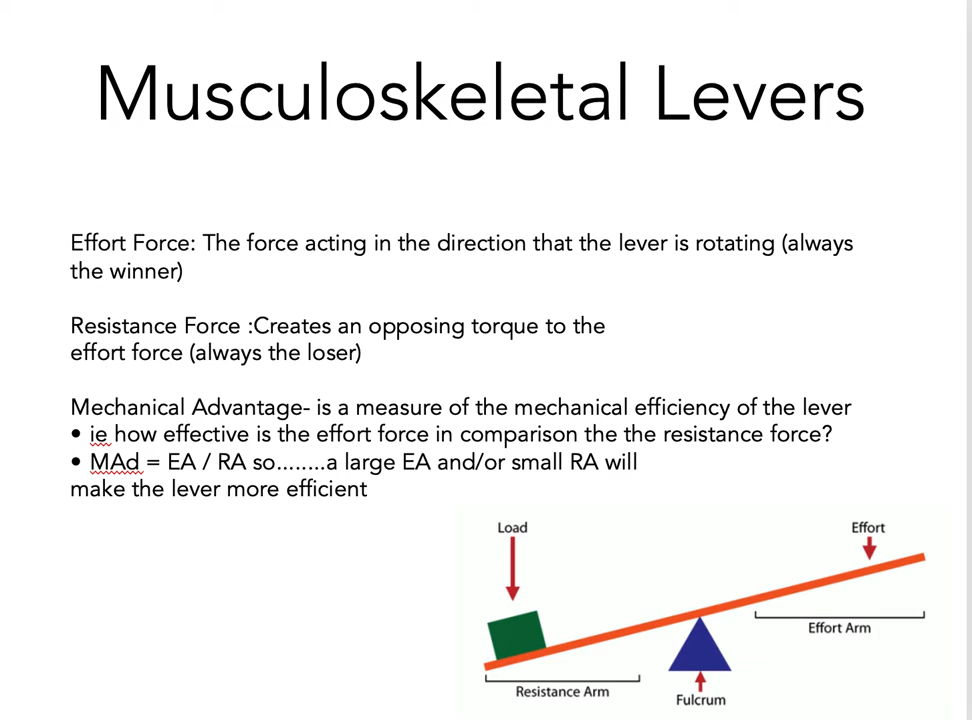 Musculoskeletal Levers
Effort Force: The force acting in the direction that the lever is rotating (always
the winner)
Resistance Force :Creates an opposing torque to the
effort force (always the loser)
Mechanical Advantage- is a measure of the mechanical efficiency of the lever
• ie how effective is the effort force in comparison the the resistance force?
• MAd = EA / RA so........a large EA and/or small RA will
make the lever more efficient
Load
Effort
Effort Arm
Resistance Arm
Fulcrum